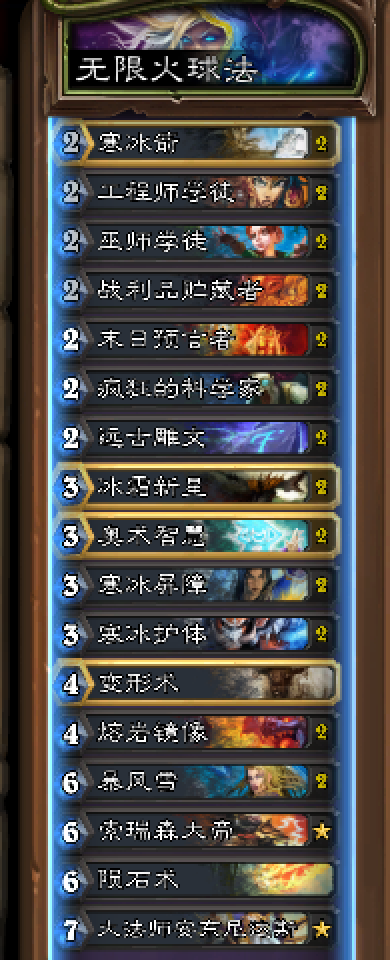 无限火球法
2 寒冰箭 2
2 工程师学徒 2
2 巫师学徒 2
2 战利品贮藏者 2
2 末日预言者 2
2 疯狂的科学家 2
2 远古雕文 2
3 冰霜新星 2
3 奥术智慧 2
3 寒冰屏障 2
3 寒冰护体 2
4 变形术
4 熔岩镜像 2
6 暴风雪 2
6 索瑞森大帝
6 陨石术
7 大法师安东尼达斯